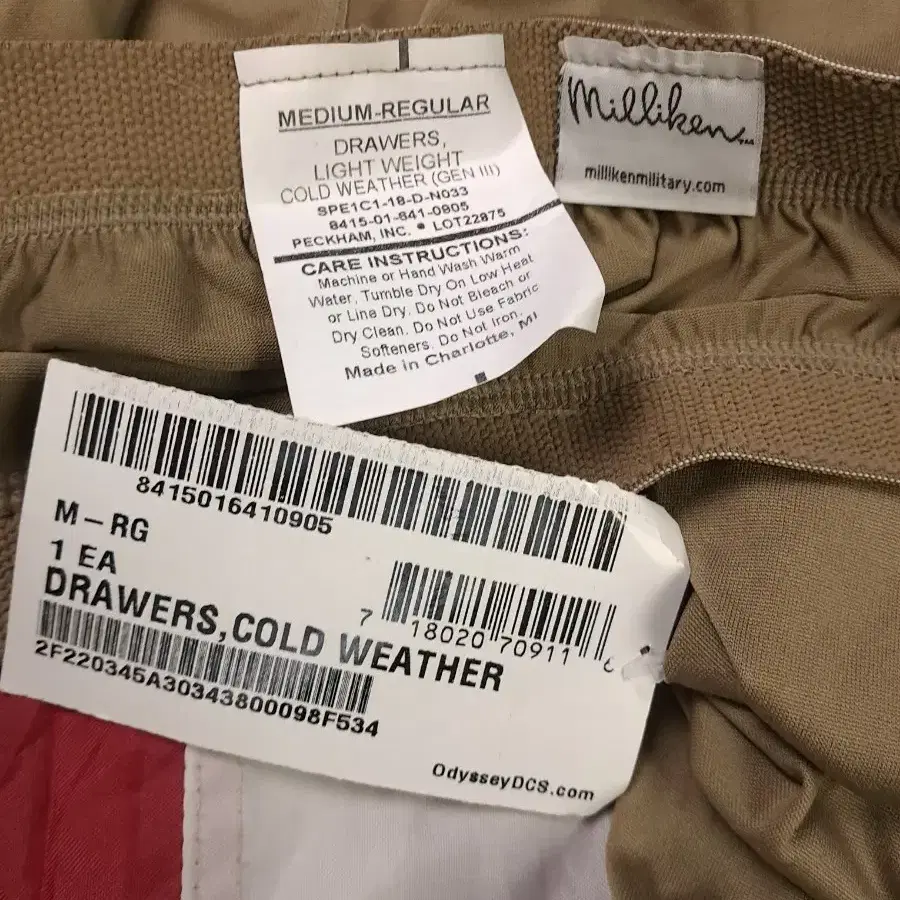 MEDIUM-REGULAR
DRAWERS,
LIGHT WEIGHT
COLD WEATHER (GEN III)
SPE1C1-18-D-N033
8415-01-641-0905
PECKHAM, INC. • LOT22875
CARE INSTRUCTIONS:
Machine or Hand Wash Warm
Water, Tumble Dry On Low Heat
or Line Dry. Do Not Bleach or
Dry Clean. Do Not Use Fabric
Softeners. Do Not Iron.
Made in Charlotte, MI
Milliken™
millikenmilitary.com
8415016410905
M-RG
1 EA
7 18020 70911 6
DRAWERS,COLD WEATHER
2F220345A30343800098F534
OdysseyDCS.com